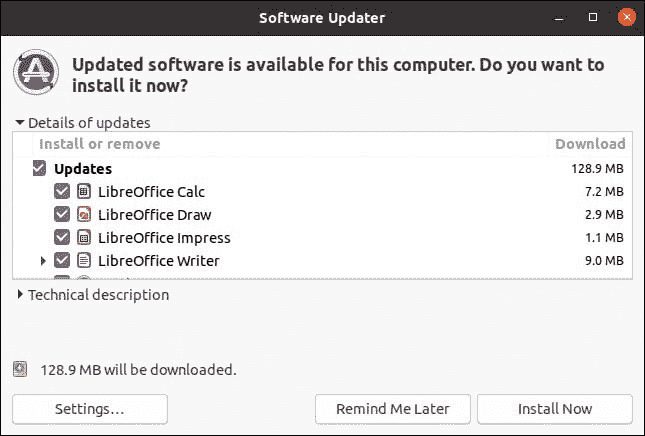 Software Updater
Updated software is available for this computer. Do you want to
install it now?
Details of updates
Install or remove Download
Updates 128.9 MB
LibreOffice Calc 7.2 MB
LibreOffice Draw 2.9 MB
LibreOffice Impress 1.1 MB
LibreOffice Writer 9.0 MB
Technical description
128.9 MB will be downloaded.
Settings...
Remind Me Later
Install Now